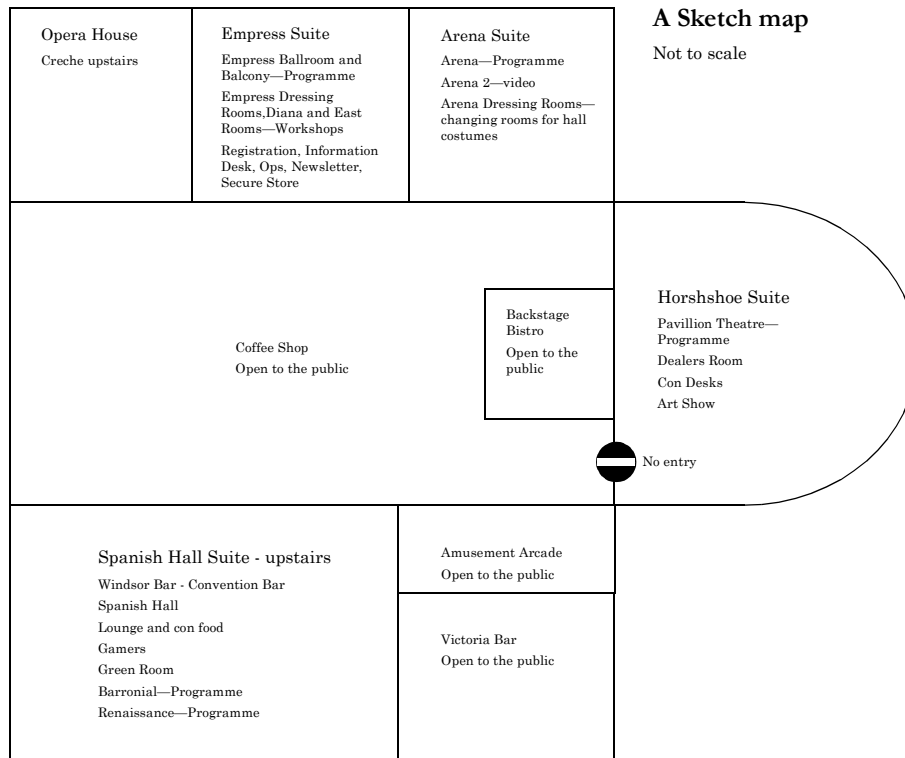 A Sketch map
Not to scale
Opera House
Creche upstairs
Empress Suite
Empress Ballroom and
Balcony—Programme
Empress Dressing
Rooms,Diana and East
Rooms—Workshops
Registration, Information
Desk, Ops, Newsletter,
Secure Store
Arena Suite
Arena—Programme
Arena 2—video
Arena Dressing Rooms—
changing rooms for hall
costumes
Coffee Shop
Open to the public
Backstage
Bistro
Open to the
public
Horshshoe Suite
Pavillion Theatre—
Programme
Dealers Room
Con Desks
Art Show
No entry
Spanish Hall Suite - upstairs
Windsor Bar - Convention Bar
Spanish Hall
Lounge and con food
Gamers
Green Room
Barronial—Programme
Renaissance—Programme
Amusement Arcade
Open to the public
Victoria Bar
Open to the public